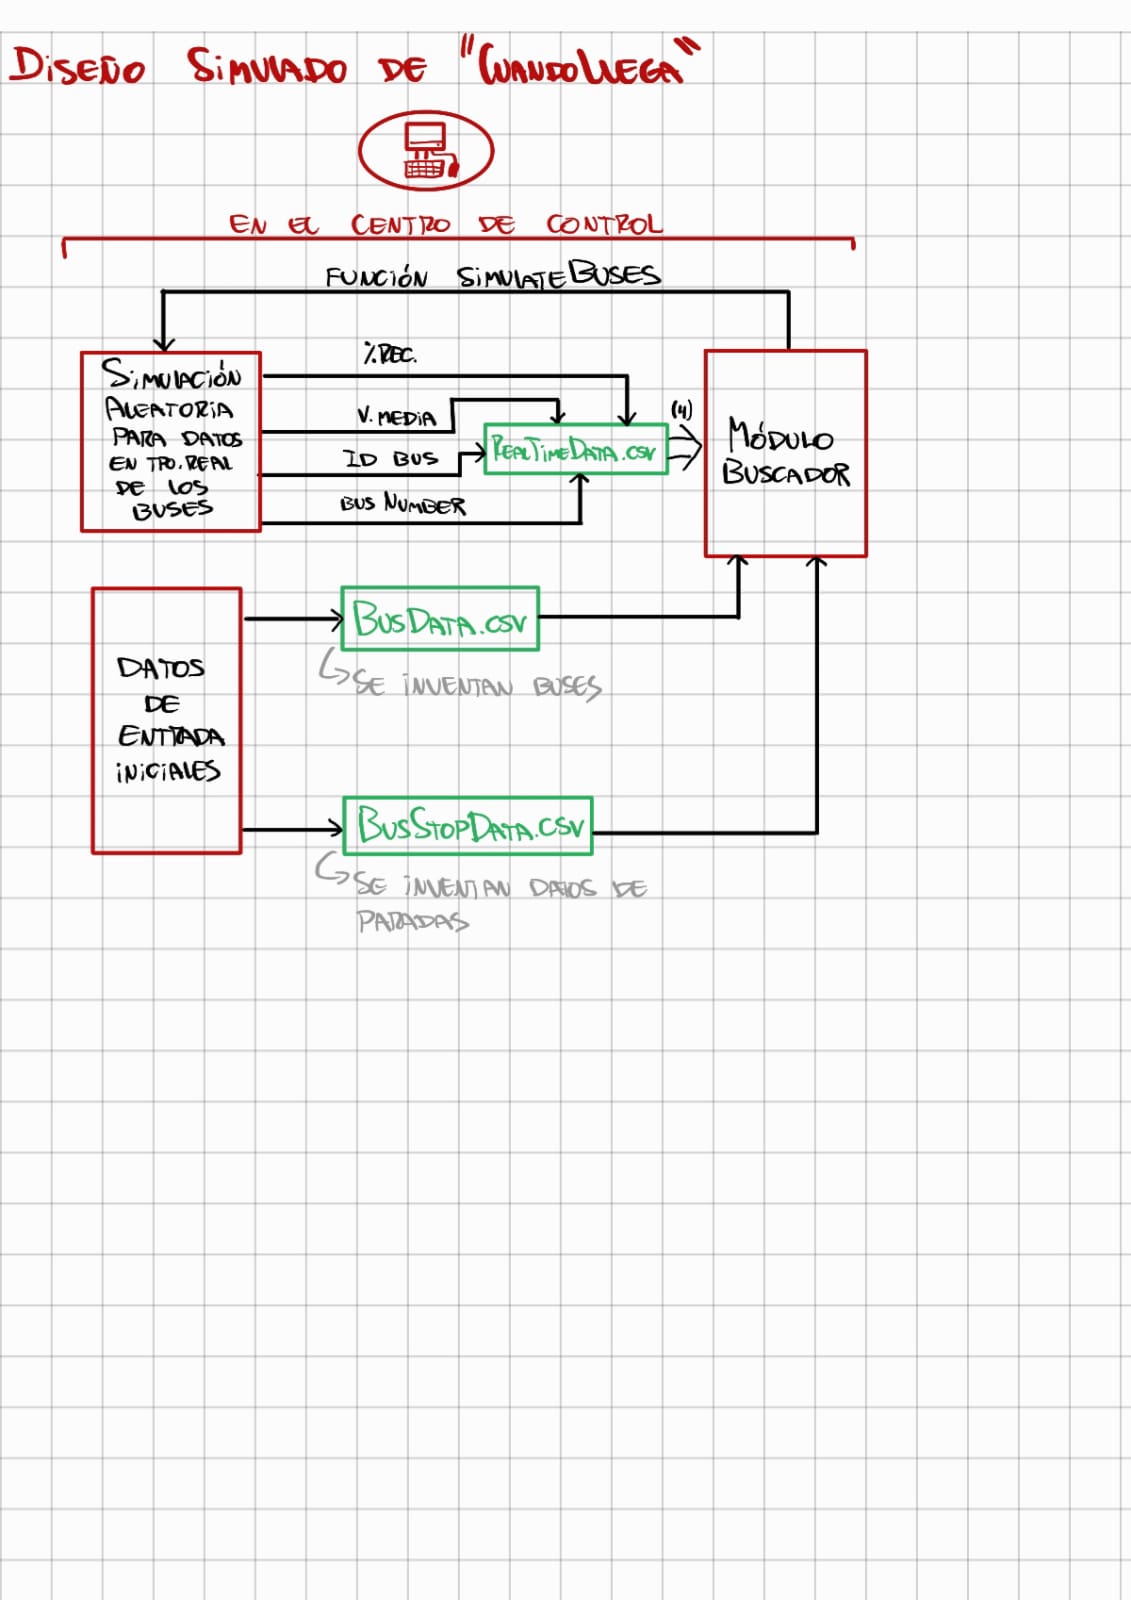 Diseño Simulado de "CuandoLlega"
En el centro de control
Función SimulateBuses
%Rec.
V. media
ID Bus
Bus Number
Simulación
Aleatoria
para datos
en tpo. real
de los
buses
RealTimeData.csv
(4)
Módulo
Buscador
Datos
de
Entrada
iniciales
BusData.csv
Se inventan buses
BusStopData.csv
Se inventan datos de
paradas